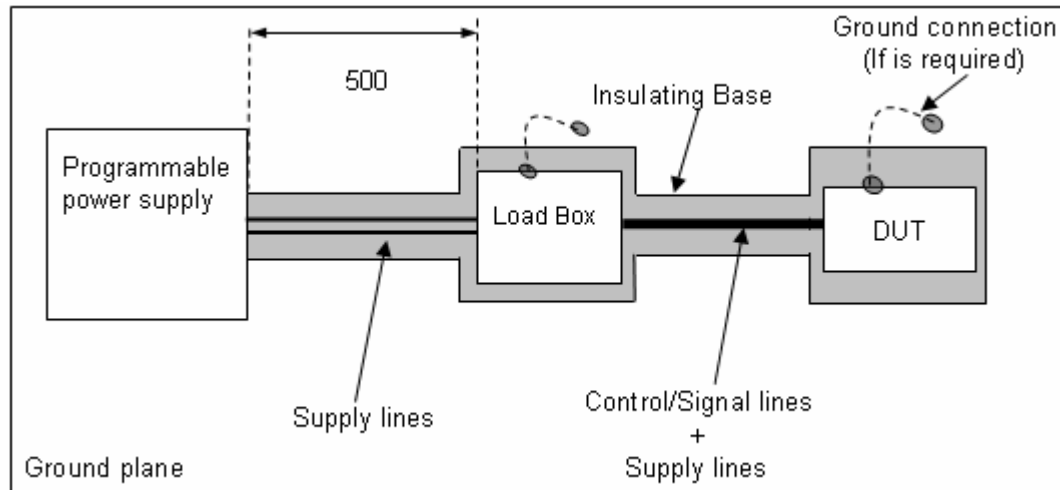 Ground connection
(If is required)
500
Insulating Base
Programmable
power supply
Load Box
DUT
Supply lines
Control/Signal lines
+
Supply lines
Ground plane